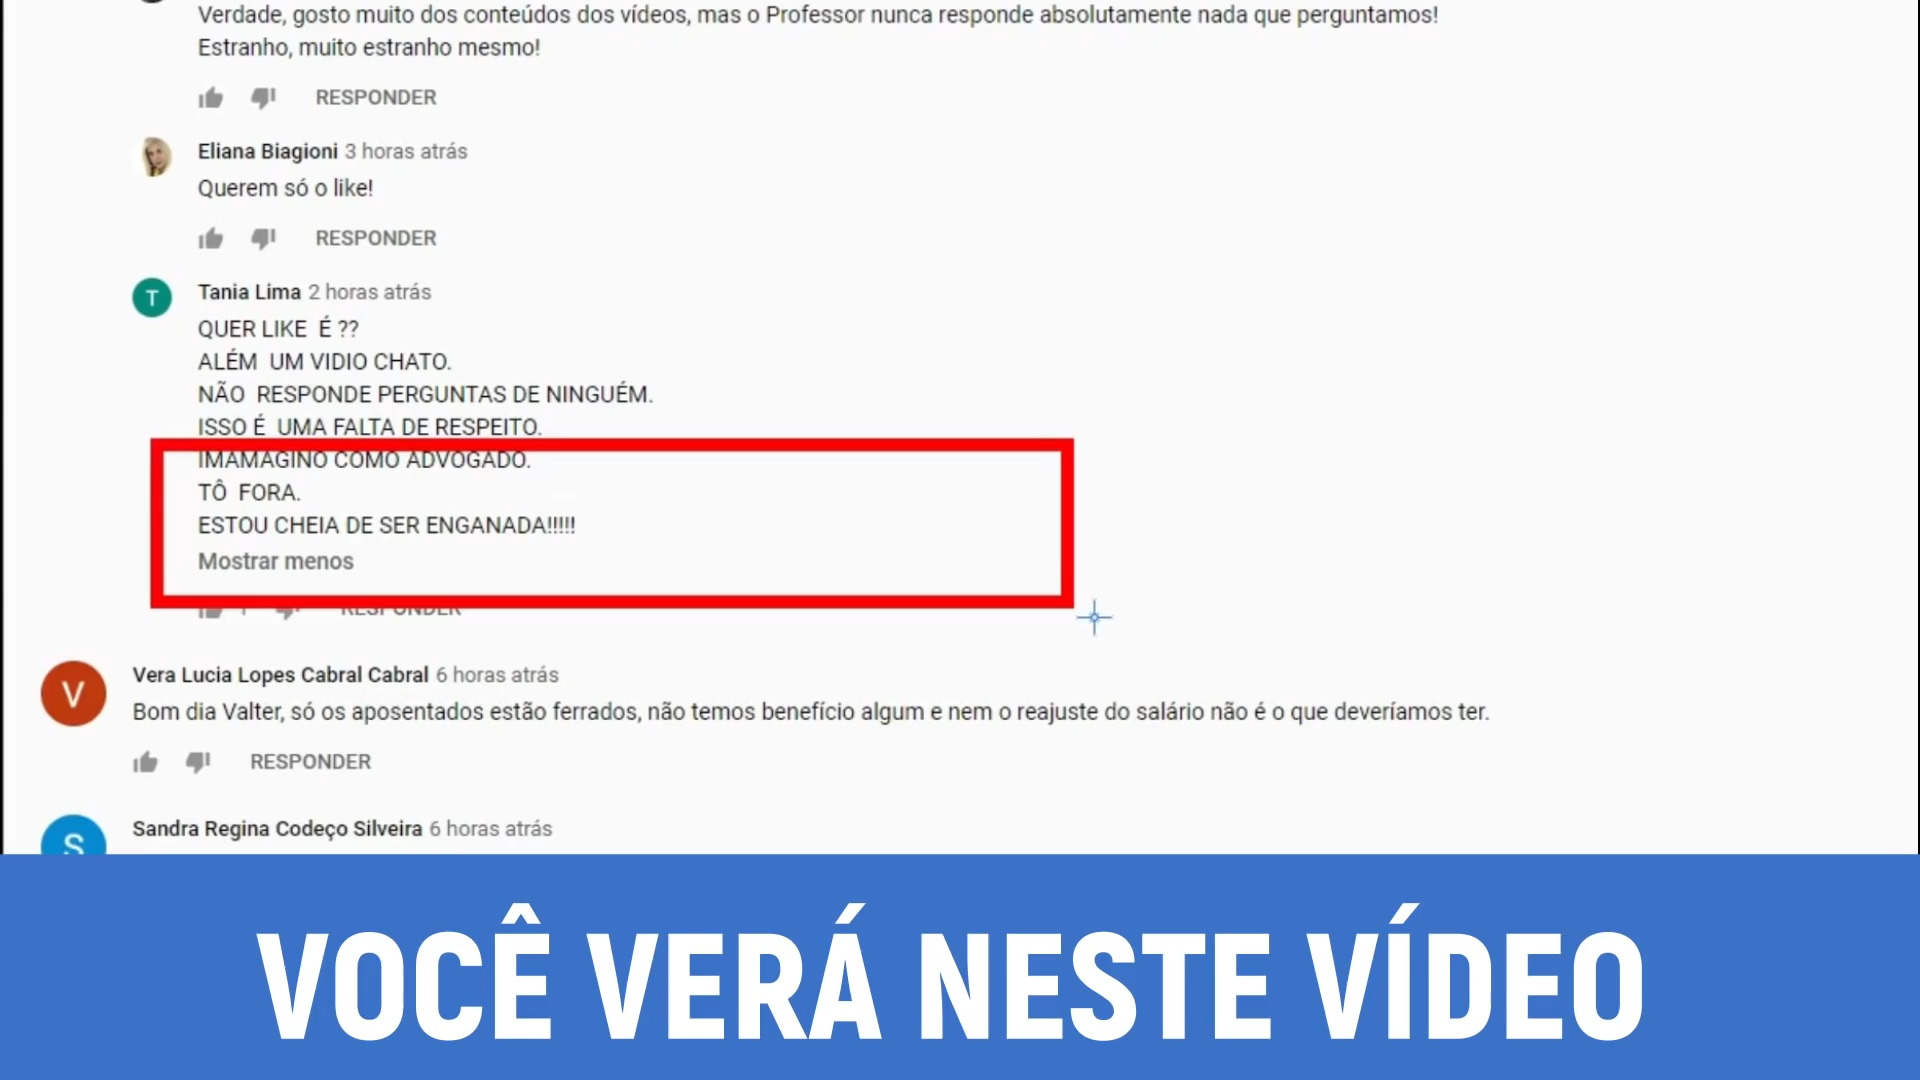 Verdade, gosto muito dos conteúdos dos vídeos, mas o Professor nunca responde absolutamente nada que perguntamos!
Estranho, muito estranho mesmo!
RESPONDER
Eliana Biagioni 3 horas atrás
Querem só o like!
RESPONDER
T
Tania Lima 2 horas atrás
QUER LIKE É ??
ALÉM UM VIDIO CHATO.
NÃO RESPONDE PERGUNTAS DE NINGUÉM.
ISSO É UMA FALTA DE RESPEITO.
IMAMAGINO COMO ADVOGADO.
TÔ FORA.
ESTOU CHEIA DE SER ENGANADA!!!!!
Mostrar menos
1 RESPONDER
V
Vera Lucia Lopes Cabral Cabral 6 horas atrás
Bom dia Valter, só os aposentados estão ferrados, não temos benefício algum e nem o reajuste do salário não é o que deveríamos ter.
RESPONDER
S
Sandra Regina Codeço Silveira 6 horas atrás
VOCÊ VERÁ NESTE VÍDEO